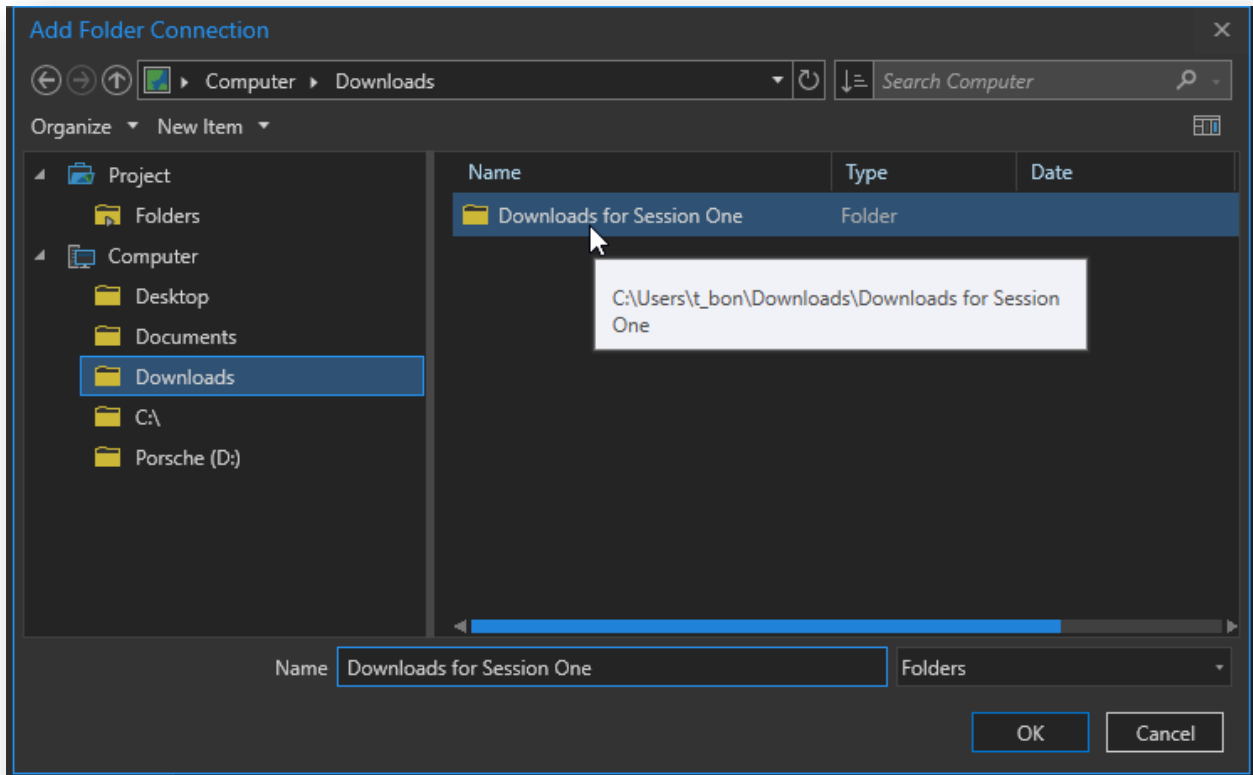 Add Folder Connection
Computer Downloads
Search Computer
Organize New Item
Project
Folders
Computer
Desktop
Documents
Downloads
C:\
Porsche (D:)
Name Type Date
Downloads for Session One Folder
C:\Users\t_bon\Downloads\Downloads for Session
One
Name Downloads for Session One Folders
OK Cancel